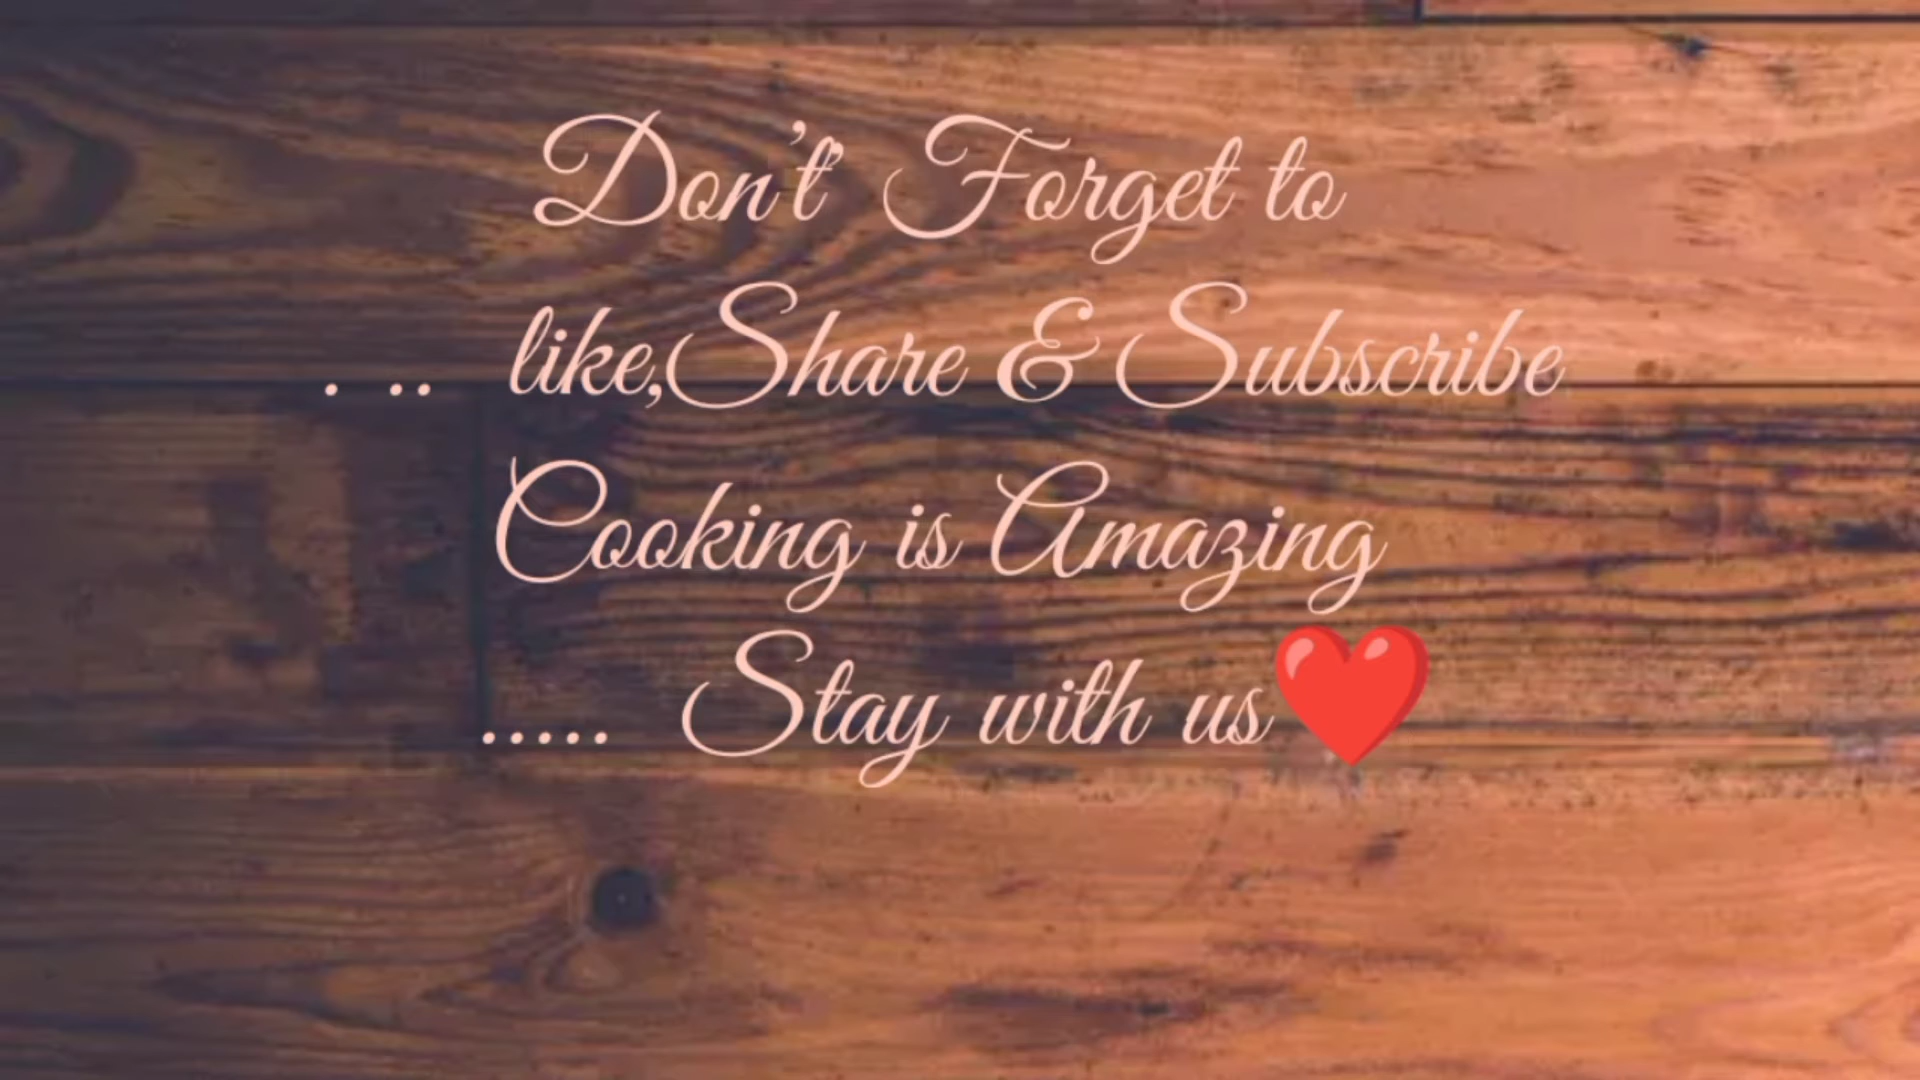 Don't Forget to
. .. like,Share & Subscribe
Cooking is Amazing
..... Stay with us❤️